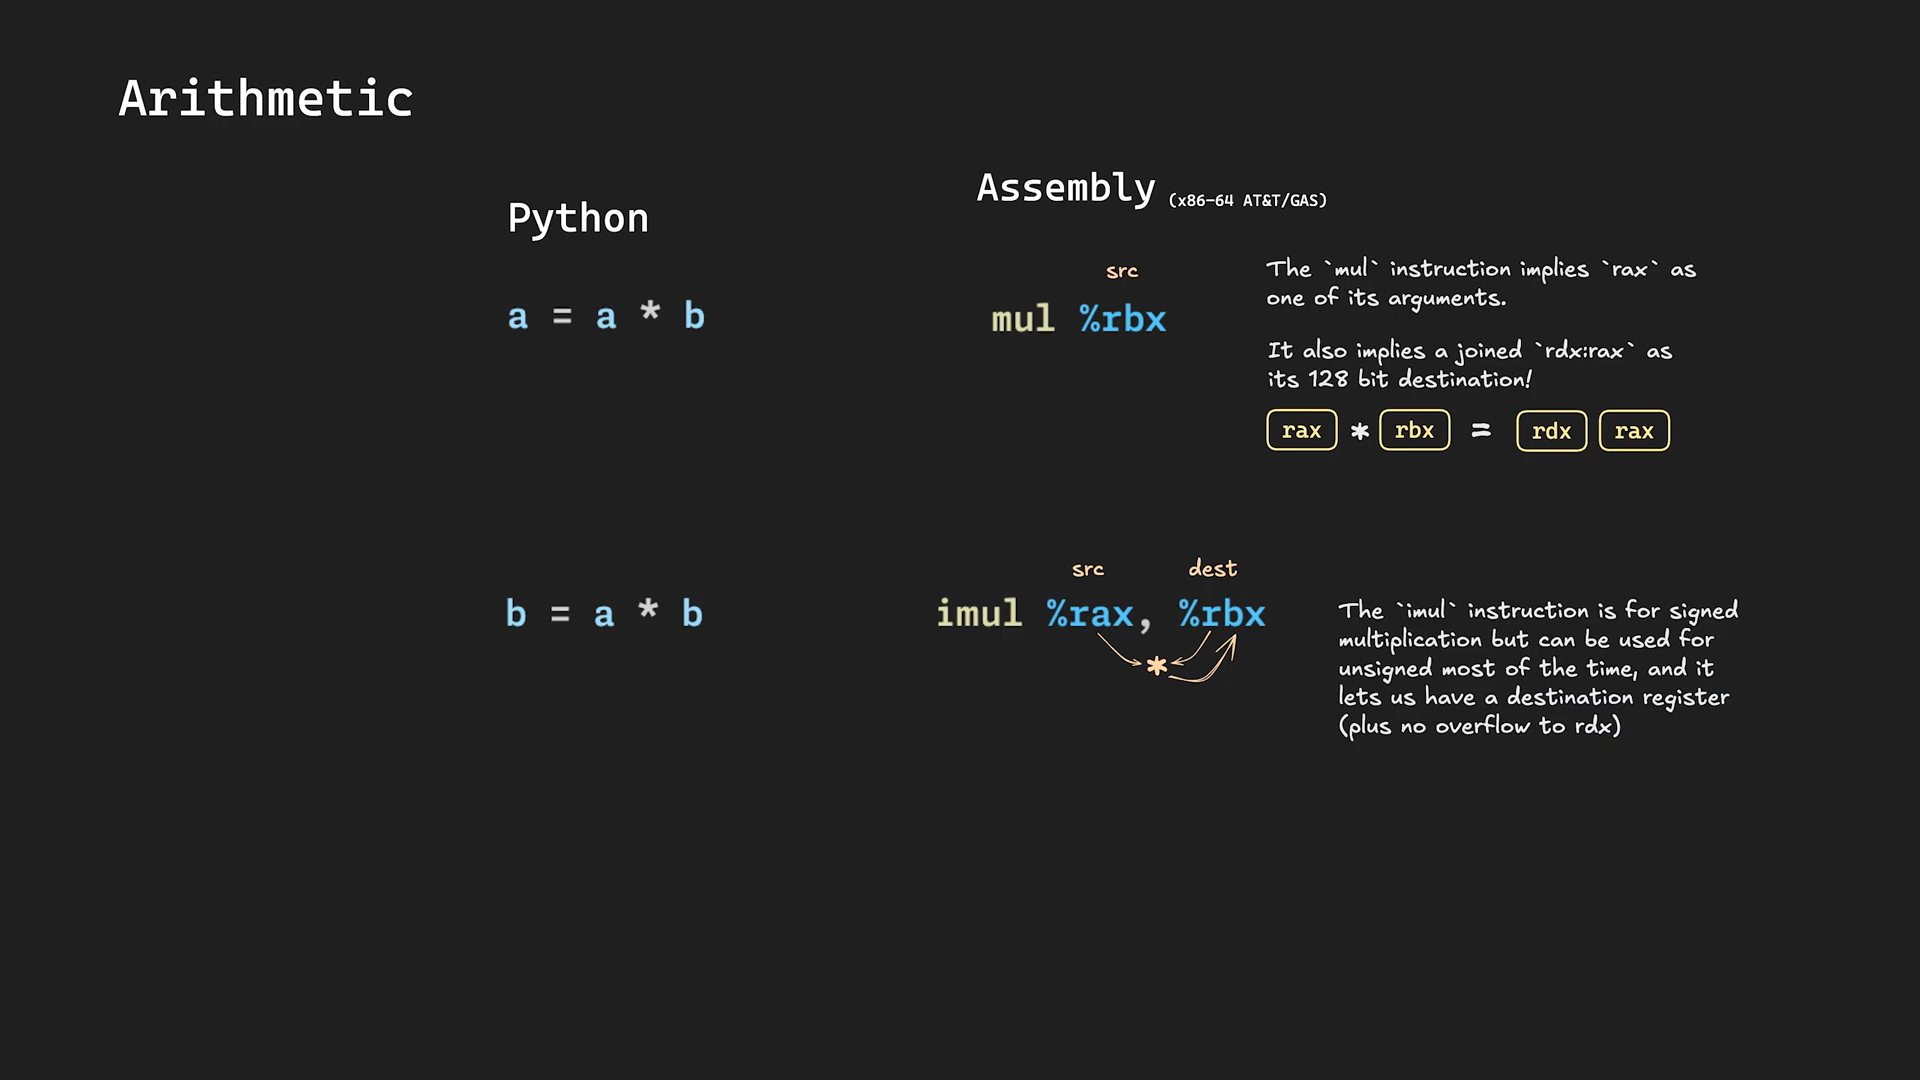 Arithmetic
Python
Assembly (x86-64 AT&T/GAS)
a = a * b
src
mul %rbx
The `mul` instruction implies `rax` as
one of its arguments.
It also implies a joined `rdx:rax` as
its 128 bit destination!
rax * rbx = rdx rax
b = a * b
src dest
imul %rax, %rbx
*
The `imul` instruction is for signed
multiplication but can be used for
unsigned most of the time, and it
lets us have a destination register
(plus no overflow to rdx)